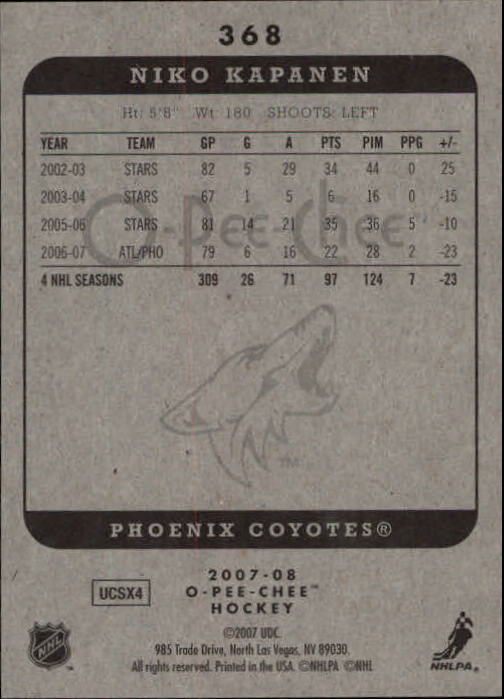 368
NIKO KAPANEN
Ht: 5'8" Wt: 180 SHOOTS: LEFT
YEAR TEAM GP G A PTS PIM PPG +/-
2002-03 STARS 82 5 29 34 44 0 25
2003-04 STARS 67 1 5 6 16 0 -15
2005-06 STARS 81 14 21 35 36 5 -10
2006-07 ATL/PHO 79 6 16 22 28 2 -23
4 NHL SEASONS 309 26 71 97 124 7 -23
O-PEE-CHEE
TM
PHOENIX COYOTES®
2007-08
UCSX4 O-PEE-CHEE™
HOCKEY
©2007 UDC.
985 Trade Drive, North Las Vegas, NV 89030.
All rights reserved. Printed in the USA. ©NHLPA ©NHL
NHL ™
NHLPA®